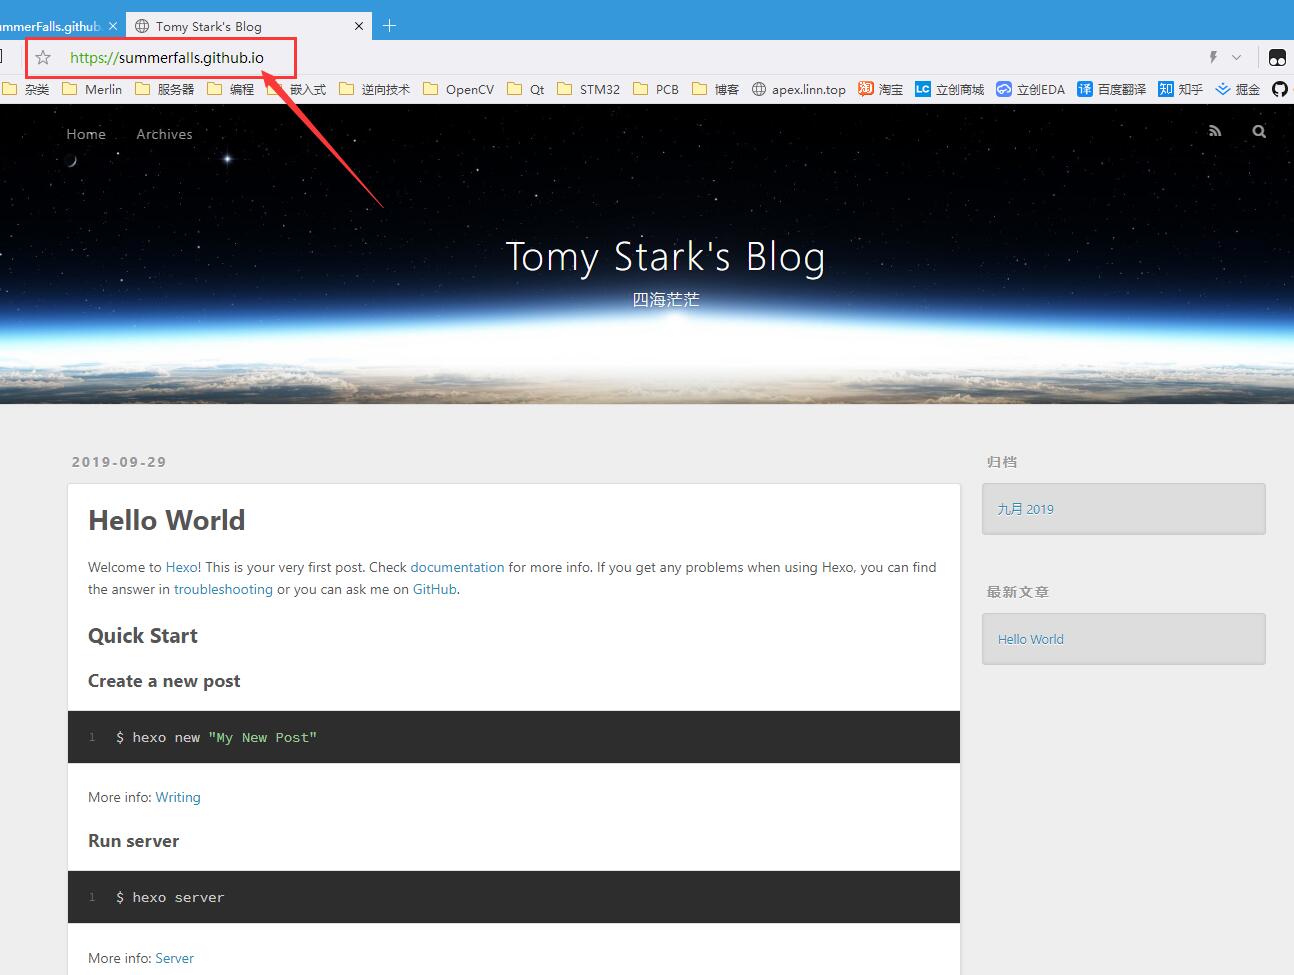 ummerFalls.github
Tomy Stark's Blog
https://summerfalls.github.io
杂类 Merlin 服务器 编程 嵌入式 逆向技术 OpenCV Qt STM32 PCB 博客 apex.linn.top 淘 淘宝 LC 立创商城 立创EDA 译 百度翻译 知 知乎 掘金
Home Archives
Tomy Stark's Blog
四海茫茫
2019-09-29
归档
九月 2019
Hello World
Welcome to Hexo! This is your very first post. Check documentation for more info. If you get any problems when using Hexo, you can find
the answer in troubleshooting or you can ask me on GitHub.
最新文章
Hello World
Quick Start
Create a new post
1 $ hexo new "My New Post"
More info: Writing
Run server
1 $ hexo server
More info: Server